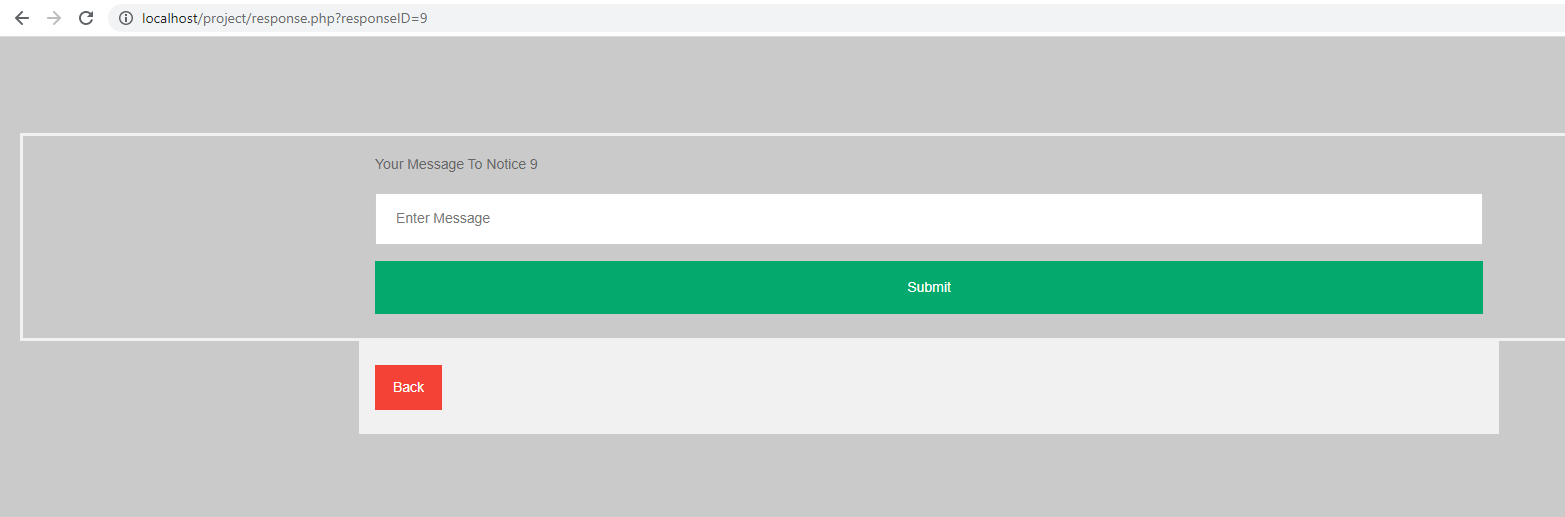 localhost/project/response.php?responseID=9
Your Message To Notice 9
Enter Message
Submit
Back